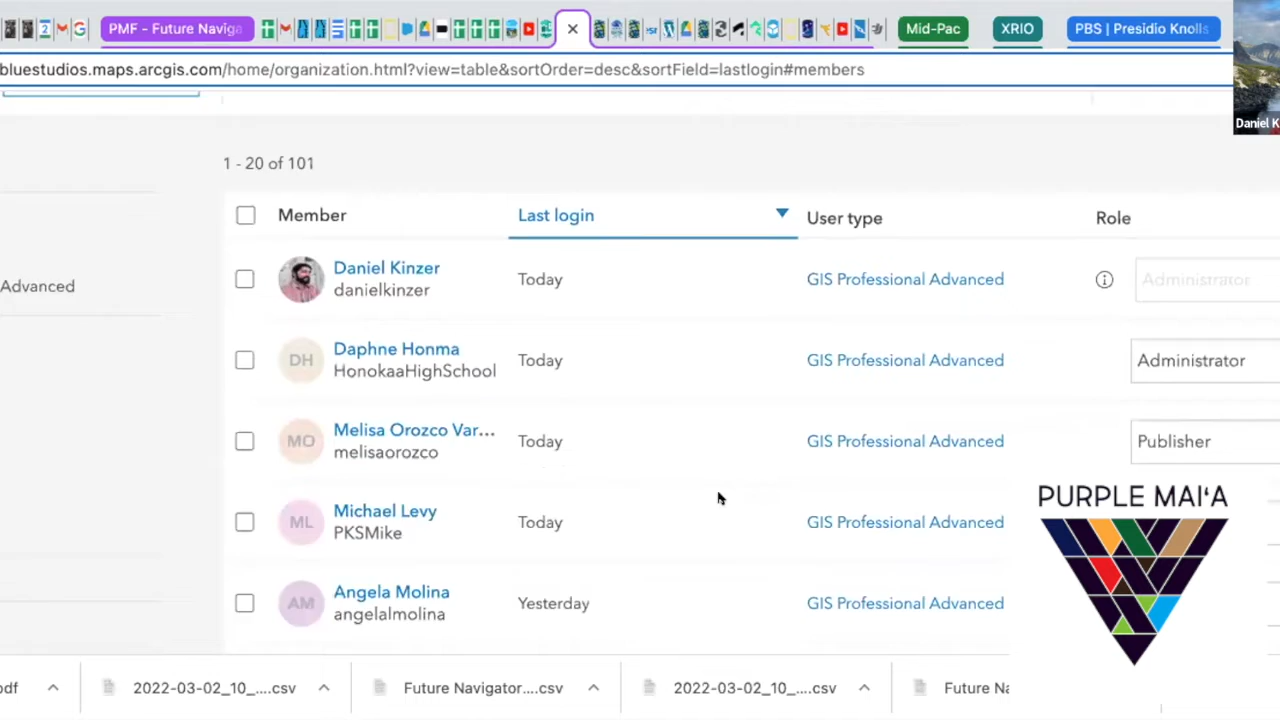 PMF - Future Naviga
Mid-Pac
XRIO
PBS | Presidio Knolls
bluestudios.maps.arcgis.com/home/organization.html?view=table&sortOrder=desc&sortField=lastlogin#members
Daniel K
1 - 20 of 101
Member Last login User type Role
Advanced
Daniel Kinzer Today GIS Professional Advanced Administrator
danielkinzer
DH Daphne Honma Today GIS Professional Advanced Administrator
HonokaaHighSchool
MO Melisa Orozco Var... Today GIS Professional Advanced Publisher
melisaorozco
ML Michael Levy Today GIS Professional Advanced
PKSMike
PURPLE MAIʻA
AM Angela Molina Yesterday GIS Professional Advanced
angelalmolina
odf 2022-03-02_10_....csv Future Navigator....csv 2022-03-02_10_....csv Future Na